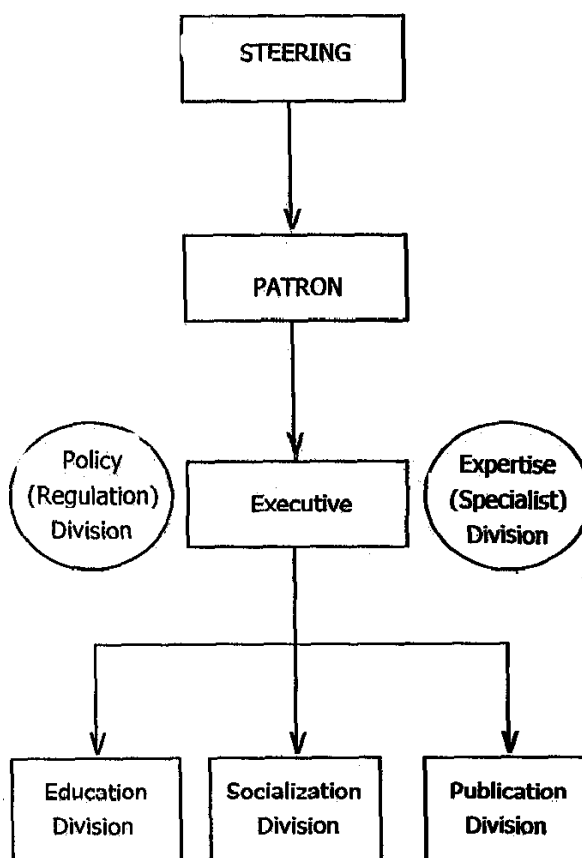 STEERING
PATRON
Policy
(Regulation)
Division
Executive
Expertise
(Specialist)
Division
Education
Division
Socialization
Division
Publication
Division